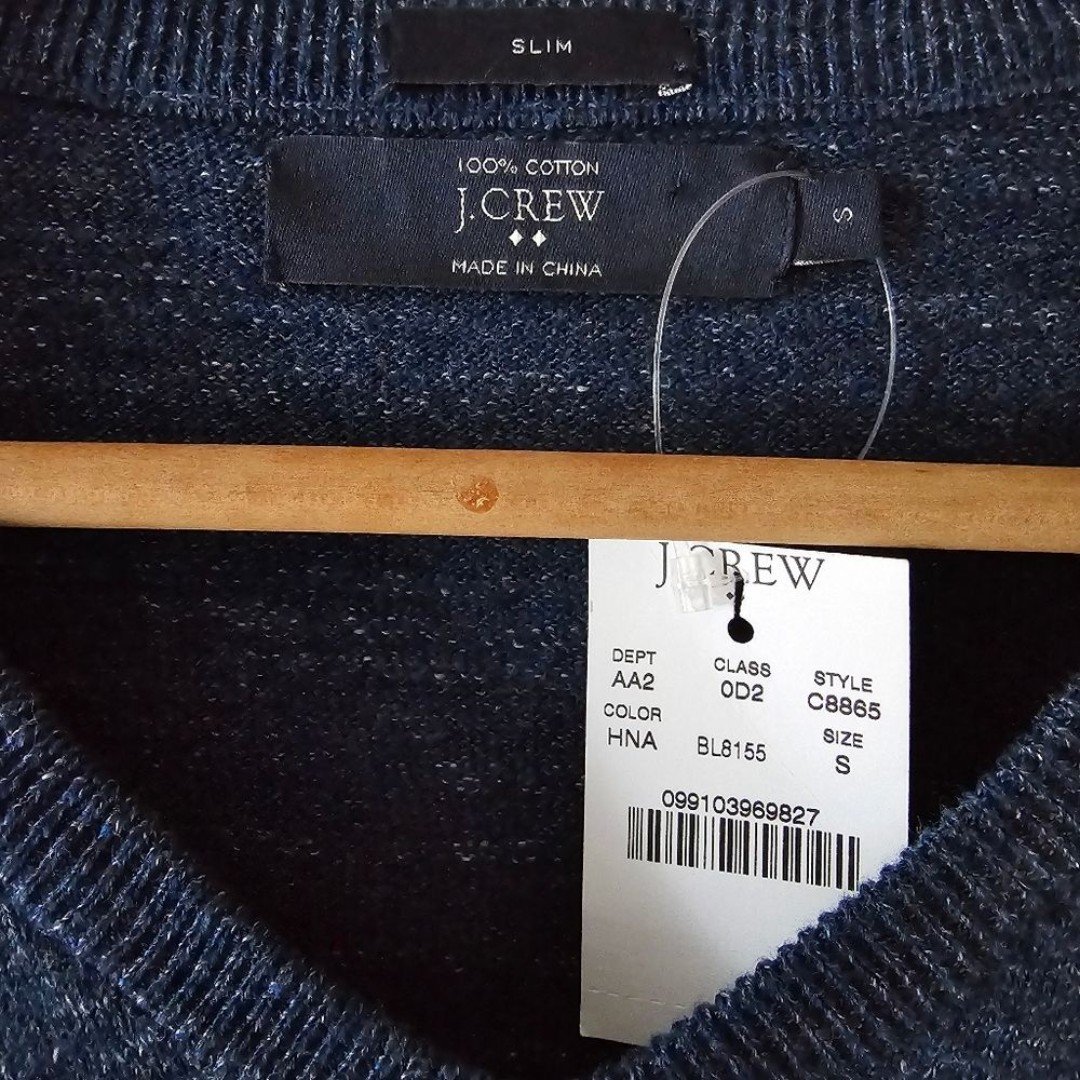 SLIM
100% COTTON
J.CREW
MADE IN CHINA
S
J.CREW
DEPT CLASS STYLE
AA2 0D2 C8865
COLOR SIZE
HNA BL8155 S
099103969827